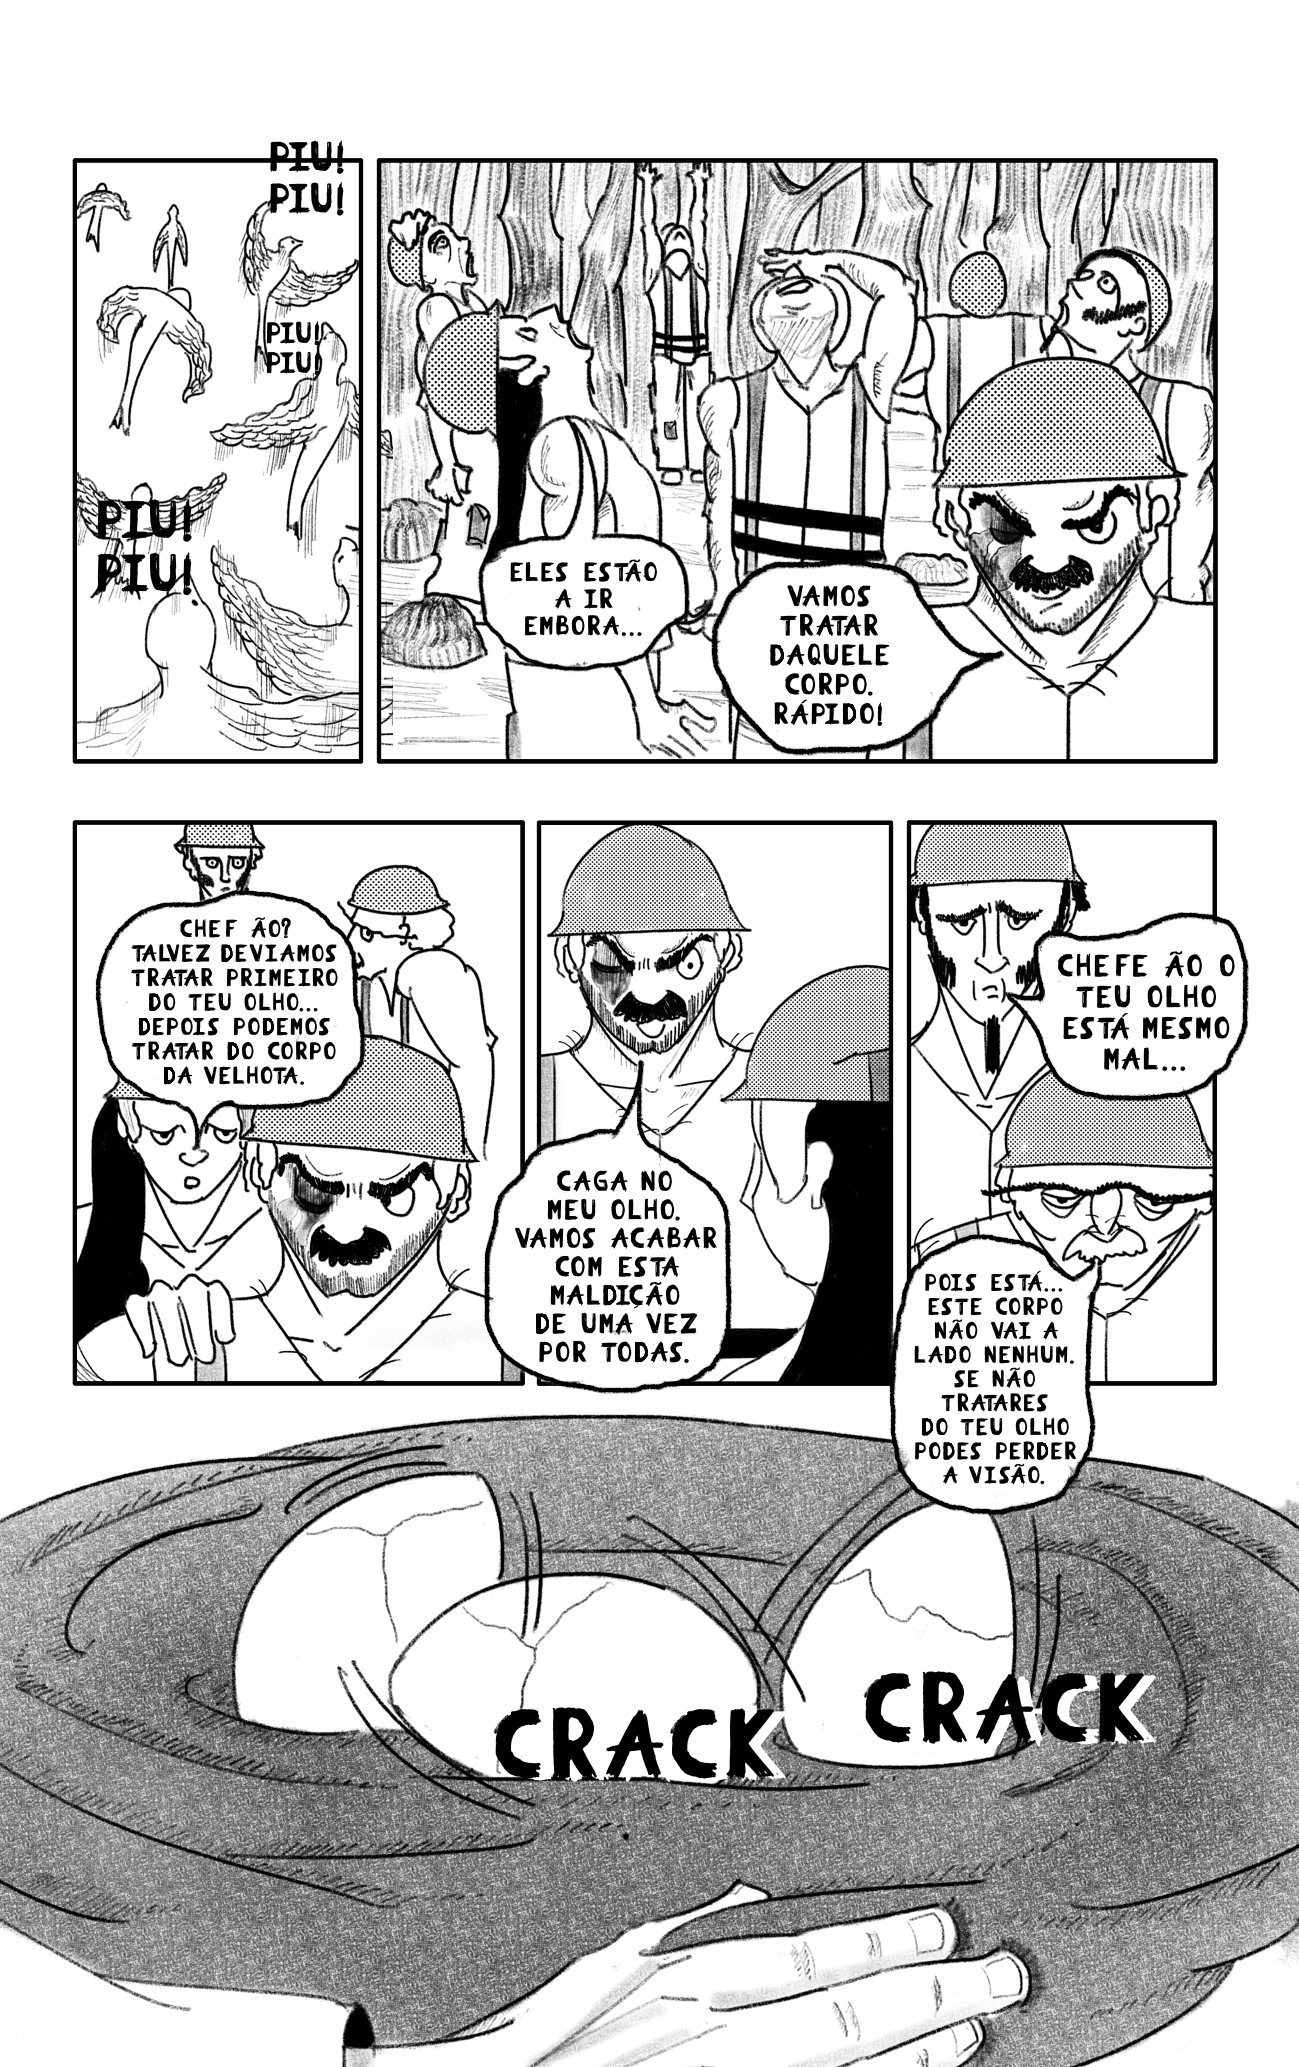 PIU!
PIU!
PIU!
PIU!
PIU!
PIU!
ELES ESTÃO
A IR
EMBORA...
VAMOS
TRATAR
DAQUELE
CORPO.
RÁPIDO!
CHEF ÃO?
TALVEZ DEVIAMOS
TRATAR PRIMEIRO
DO TEU OLHO...
DEPOIS PODEMOS
TRATAR DO CORPO
DA VELHOTA.
CAGA NO
MEU OLHO.
VAMOS ACABAR
COM ESTA
MALDIÇÃO
DE UMA VEZ
POR TODAS.
CHEFE ÃO O
TEU OLHO
ESTÁ MESMO
MAL...
POIS ESTÁ...
ESTE CORPO
NÃO VAI A
LADO NENHUM.
SE NÃO
TRATARES
DO TEU OLHO
PODES PERDER
A VISÃO.
CRACK
CRACK